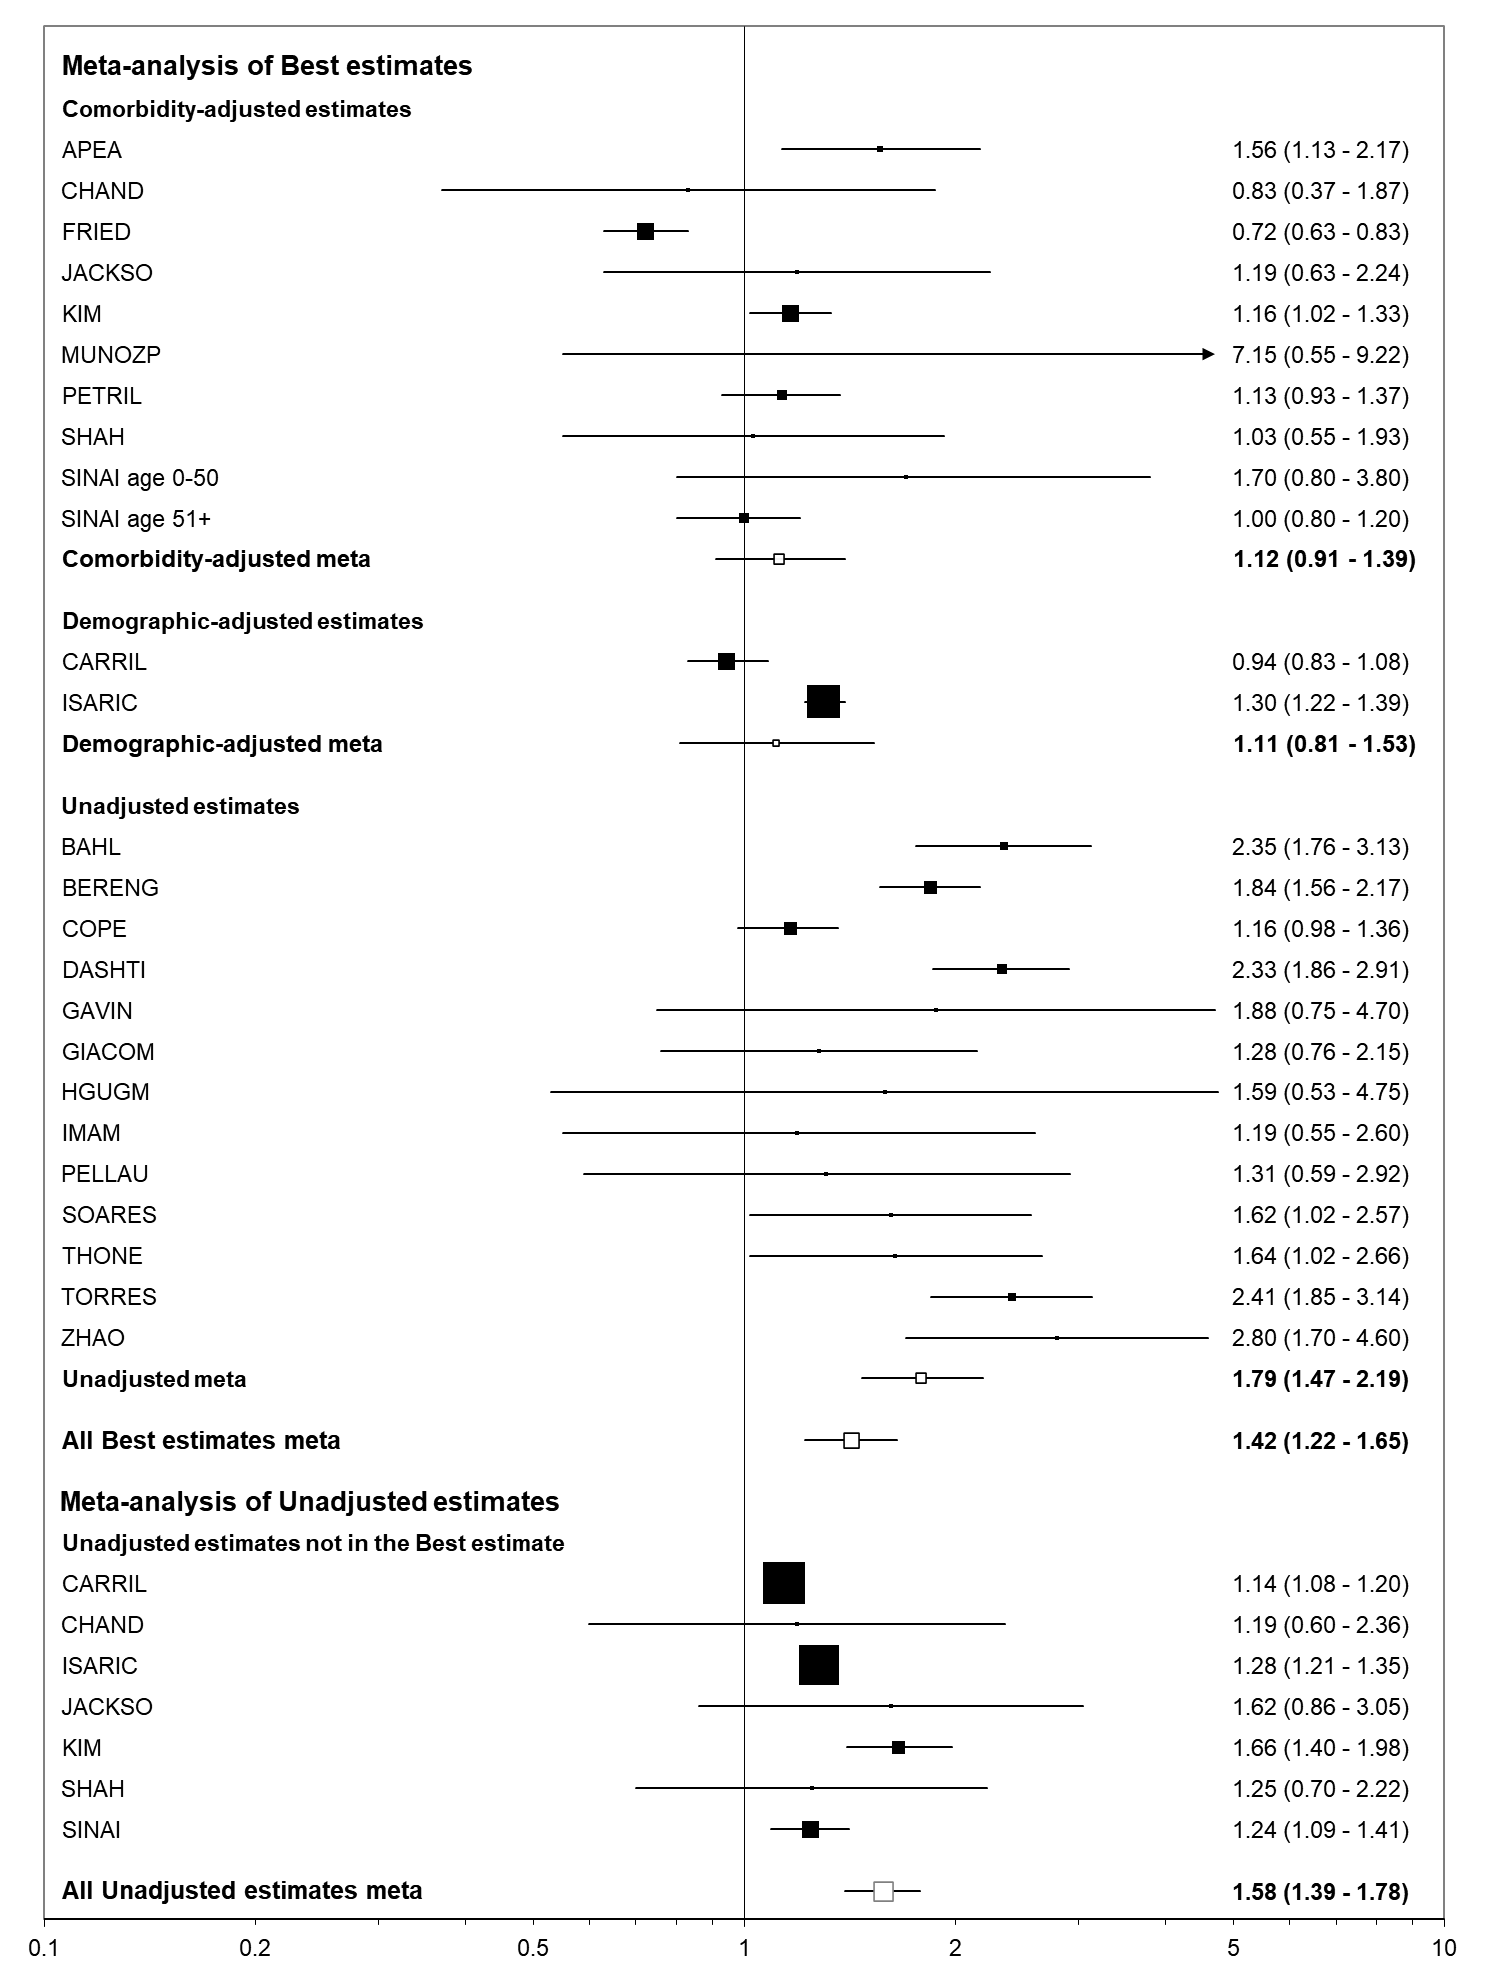 Meta-analysis of Best estimates
Comorbidity-adjusted estimates
APEA 1.56 (1.13 - 2.17)
CHAND 0.83 (0.37 - 1.87)
FRIED 0.72 (0.63 - 0.83)
JACKSO 1.19 (0.63 - 2.24)
KIM 1.16 (1.02 - 1.33)
MUNOZP 7.15 (0.55 - 9.22)
PETRIL 1.13 (0.93 - 1.37)
SHAH 1.03 (0.55 - 1.93)
SINAI age 0-50 1.70 (0.80 - 3.80)
SINAI age 51+ 1.00 (0.80 - 1.20)
Comorbidity-adjusted meta 1.12 (0.91 - 1.39)
Demographic-adjusted estimates
CARRIL 0.94 (0.83 - 1.08)
ISARIC 1.30 (1.22 - 1.39)
Demographic-adjusted meta 1.11 (0.81 - 1.53)
Unadjusted estimates
BAHL 2.35 (1.76 - 3.13)
BERENG 1.84 (1.56 - 2.17)
COPE 1.16 (0.98 - 1.36)
DASHTI 2.33 (1.86 - 2.91)
GAVIN 1.88 (0.75 - 4.70)
GIACOM 1.28 (0.76 - 2.15)
HGUGM 1.59 (0.53 - 4.75)
IMAM 1.19 (0.55 - 2.60)
PELLAU 1.31 (0.59 - 2.92)
SOARES 1.62 (1.02 - 2.57)
THONE 1.64 (1.02 - 2.66)
TORRES 2.41 (1.85 - 3.14)
ZHAO 2.80 (1.70 - 4.60)
Unadjusted meta 1.79 (1.47 - 2.19)
All Best estimates meta 1.42 (1.22 - 1.65)
Meta-analysis of Unadjusted estimates
Unadjusted estimates not in the Best estimate
CARRIL 1.14 (1.08 - 1.20)
CHAND 1.19 (0.60 - 2.36)
ISARIC 1.28 (1.21 - 1.35)
JACKSO 1.62 (0.86 - 3.05)
KIM 1.66 (1.40 - 1.98)
SHAH 1.25 (0.70 - 2.22)
SINAI 1.24 (1.09 - 1.41)
All Unadjusted estimates meta 1.58 (1.39 - 1.78)
0.1 0.2 0.5 1 2 5 10